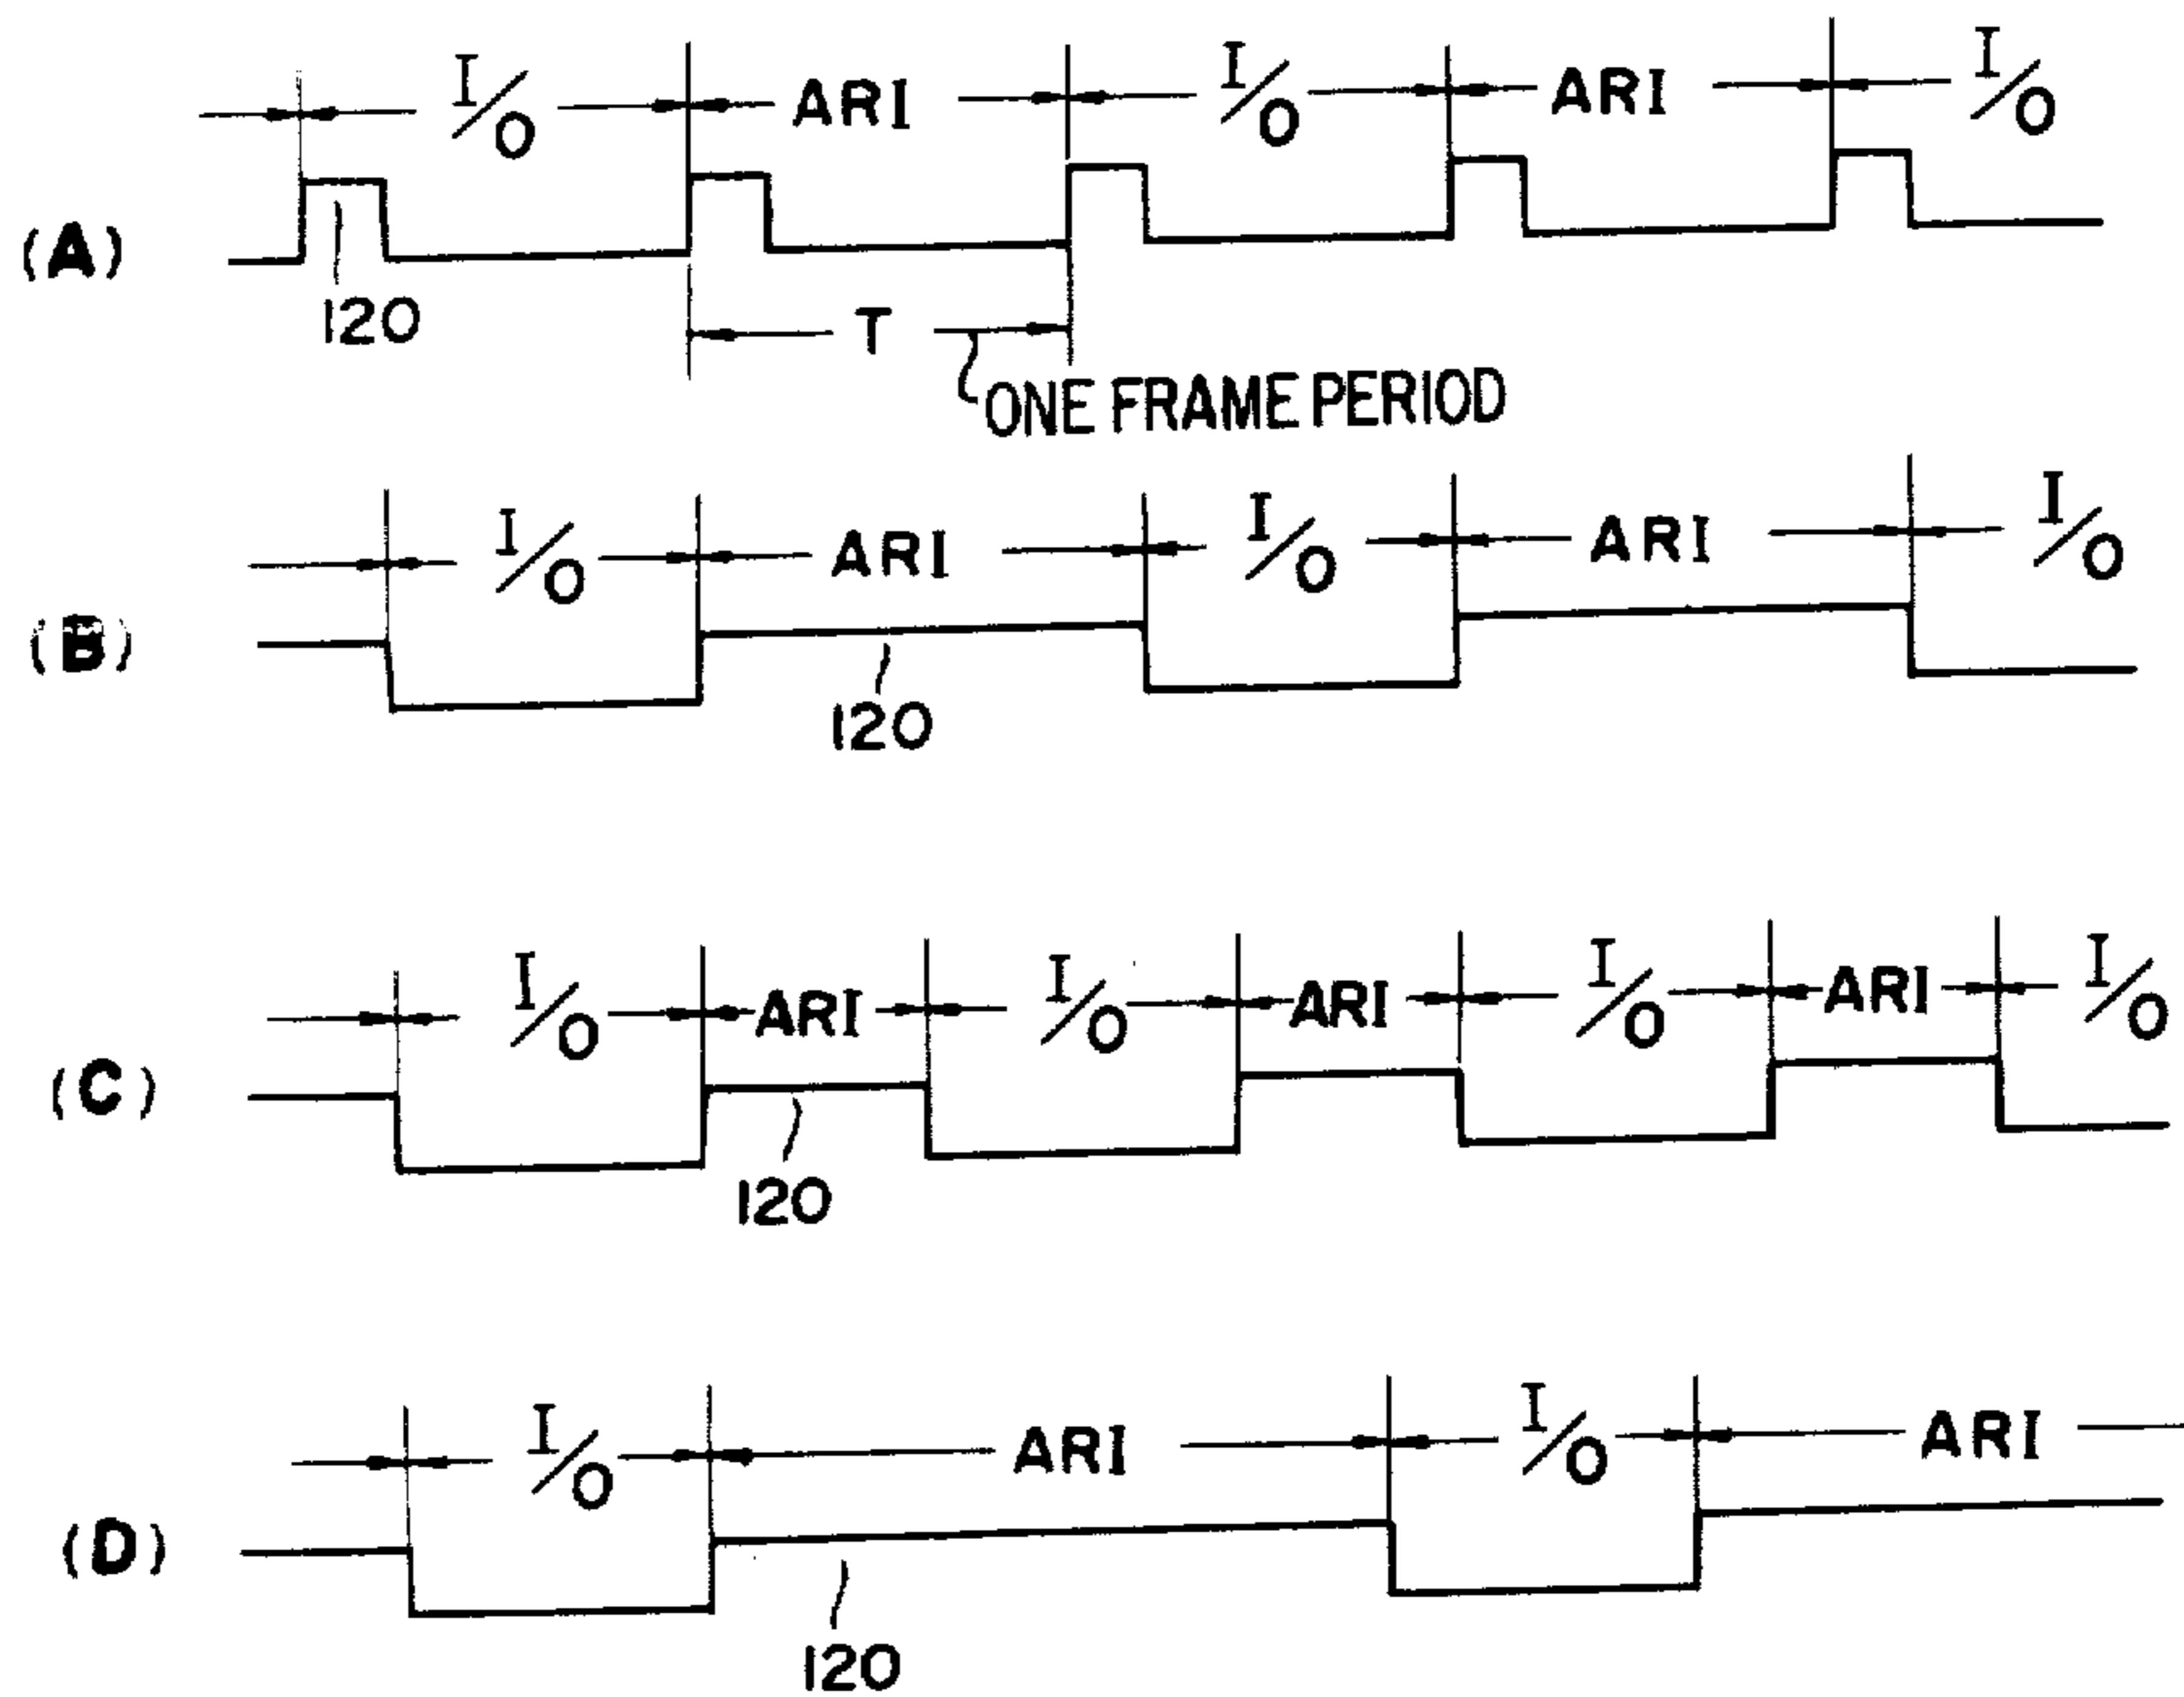 I/O ARI I/O ARI I/O
(A)
120
T
ONE FRAME PERIOD
I/O ARI I/O ARI I/O
(B)
120
I/O ARI I/O ARI I/O ARI I/O
(C)
120
I/O ARI I/O ARI
(D)
120